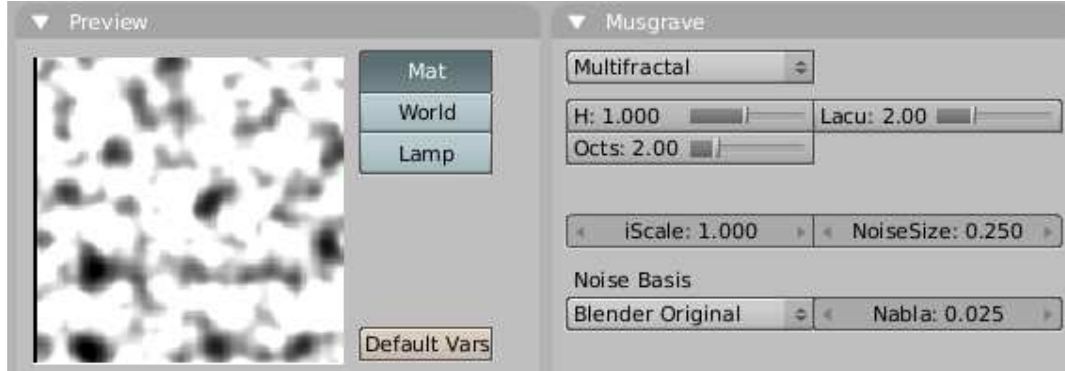 Preview
Mat
World
Lamp
Default Vars
Musgrave
Multifractal
H: 1.000 Lacu: 2.00
Octs: 2.00
iScale: 1.000 NoiseSize: 0.250
Noise Basis
Blender Original Nabla: 0.025